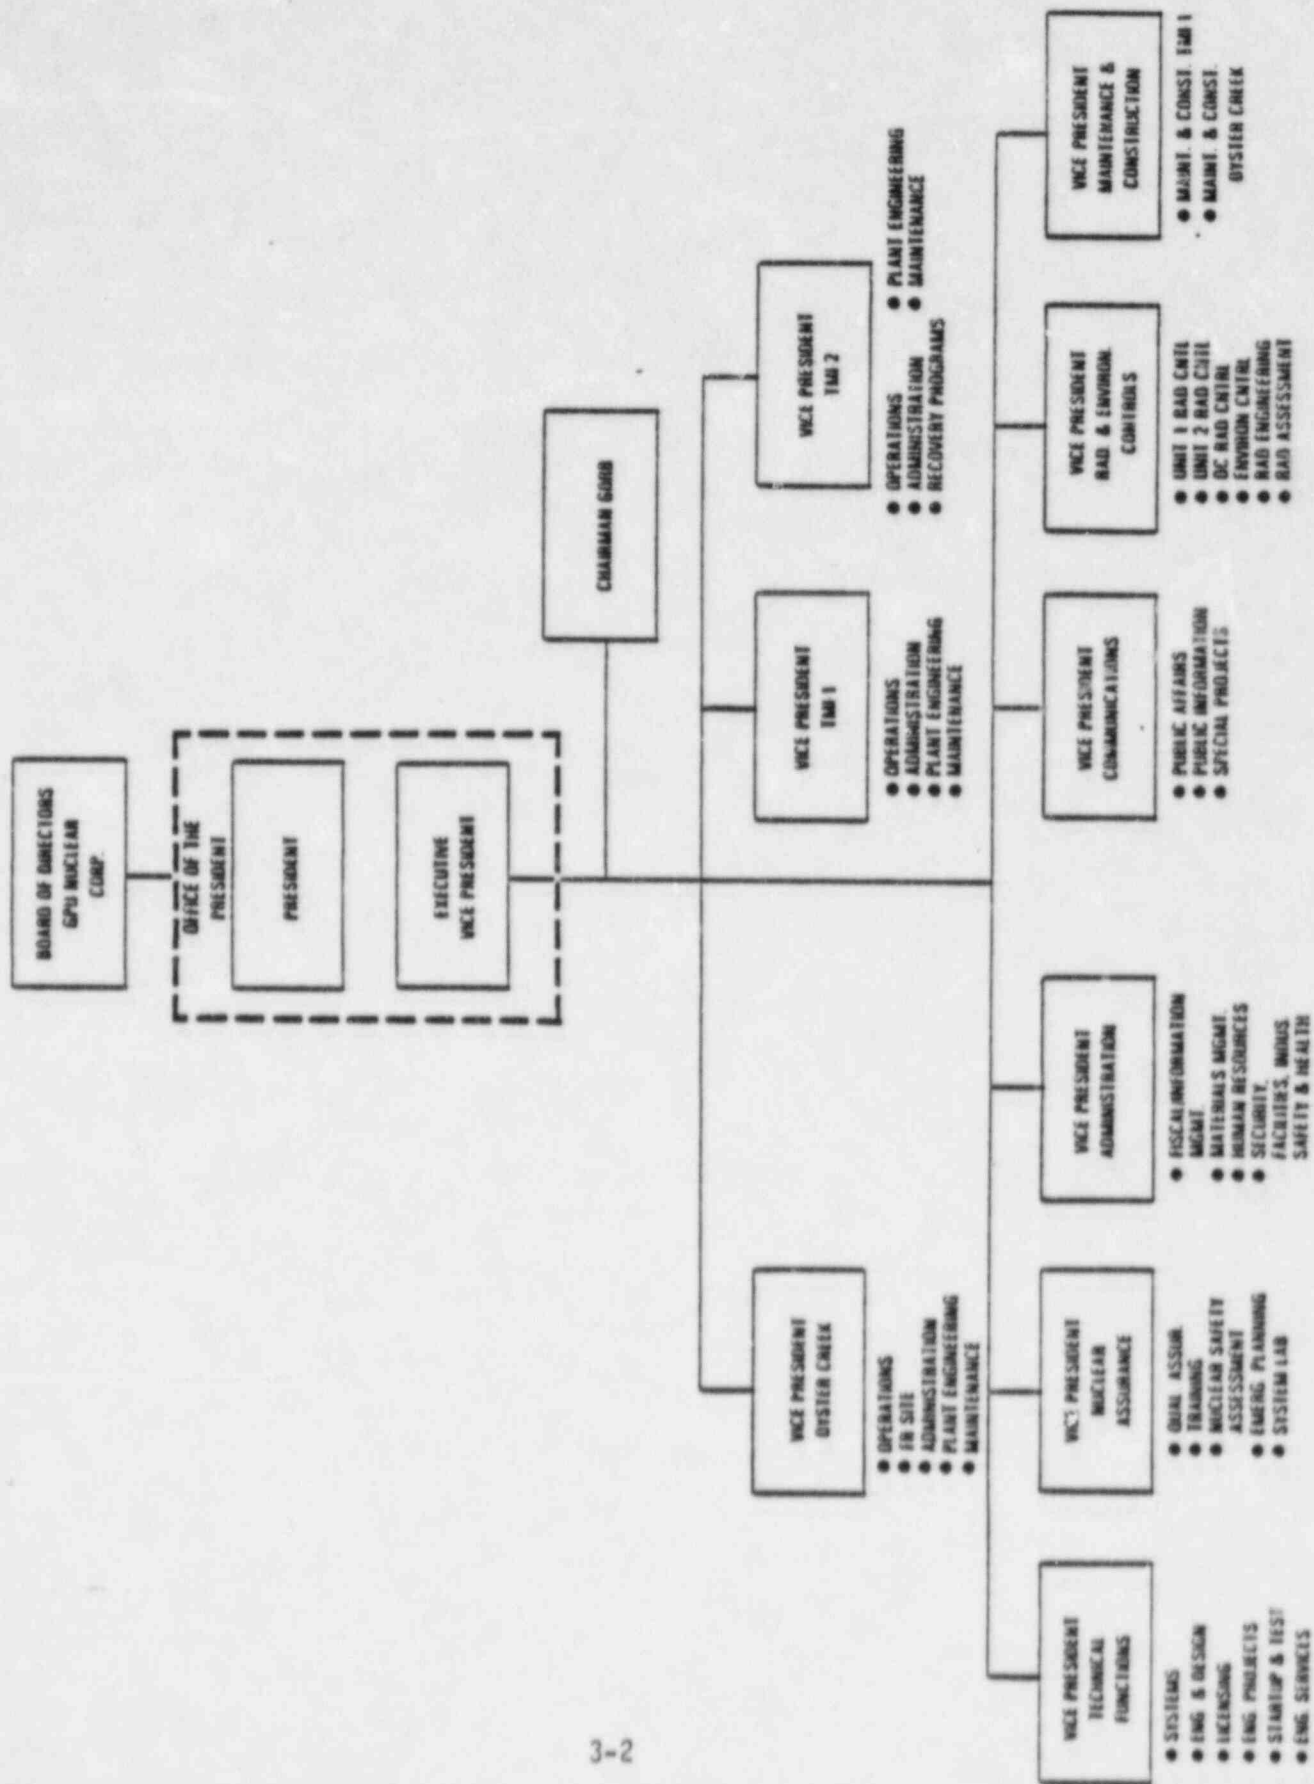 BOARD OF DIRECTORS
GPU NUCLEAR
CORP.
OFFICE OF THE
PRESIDENT
PRESIDENT
EXECUTIVE
VICE PRESIDENT
CHAIRMAN GORB
VICE PRESIDENT
OYSTER CREEK
● OPERATIONS
● FR SITE
● ADMINISTRATION
● PLANT ENGINEERING
● MAINTENANCE
VICE PRESIDENT
TMI 1
● OPERATIONS
● ADMINISTRATION
● PLANT ENGINEERING
● MAINTENANCE
VICE PRESIDENT
TMI 2
● OPERATIONS
● ADMINISTRATION
● RECOVERY PROGRAMS
● PLANT ENGINEERING
● MAINTENANCE
VICE PRESIDENT
TECHNICAL
FUNCTIONS
● SYSTEMS
● ENG & DESIGN
● LICENSING
● ENG PROJECTS
● STARTUP & TEST
● ENG SERVICES
VICE PRESIDENT
NUCLEAR
ASSURANCE
● QUAL ASSUR.
● TRAINING
● NUCLEAR SAFETY
ASSESSMENT
● EMERG. PLANNING
● SYSTEM LAB
VICE PRESIDENT
ADMINISTRATION
● FISCAL/INFORMATION
MGMT.
● MATERIALS MGMT.
● HUMAN RESOURCES
● SECURITY,
FACILITIES, INDUS.
SAFETY & HEALTH
VICE PRESIDENT
COMMUNICATIONS
● PUBLIC AFFAIRS
● PUBLIC INFORMATION
● SPECIAL PROJECTS
VICE PRESIDENT
RAD & ENVIRON.
CONTROLS
● UNIT 1 RAD CNTL
● UNIT 2 RAD CNTL
● OC RAD CNTRL
● ENVIRON CNTRL
● RAD ENGINEERING
● RAD ASSESSMENT
VICE PRESIDENT
MAINTENANCE &
CONSTRUCTION
● MAINT. & CONST. TMI 1
● MAINT. & CONST.
OYSTER CREEK
3-2